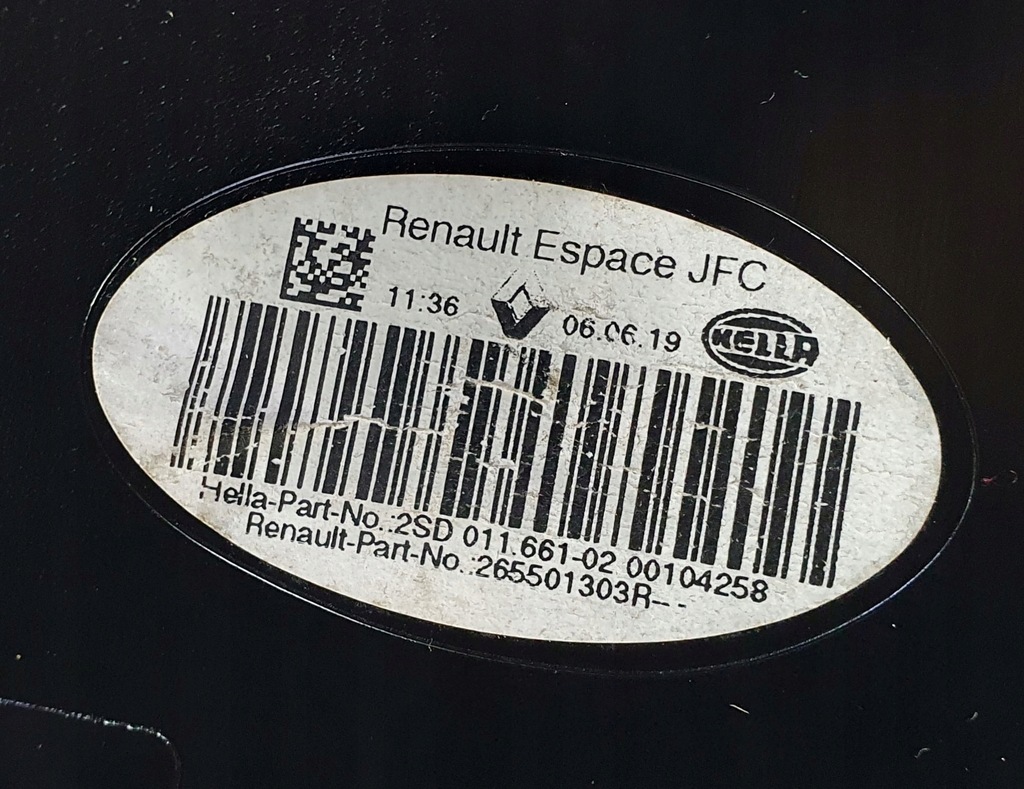 Renault Espace JFC
11:36 06.06.19 HELLA
Hella-Part-No.:2SD 011.661-02 00104258
Renault-Part-No.:265501303R---